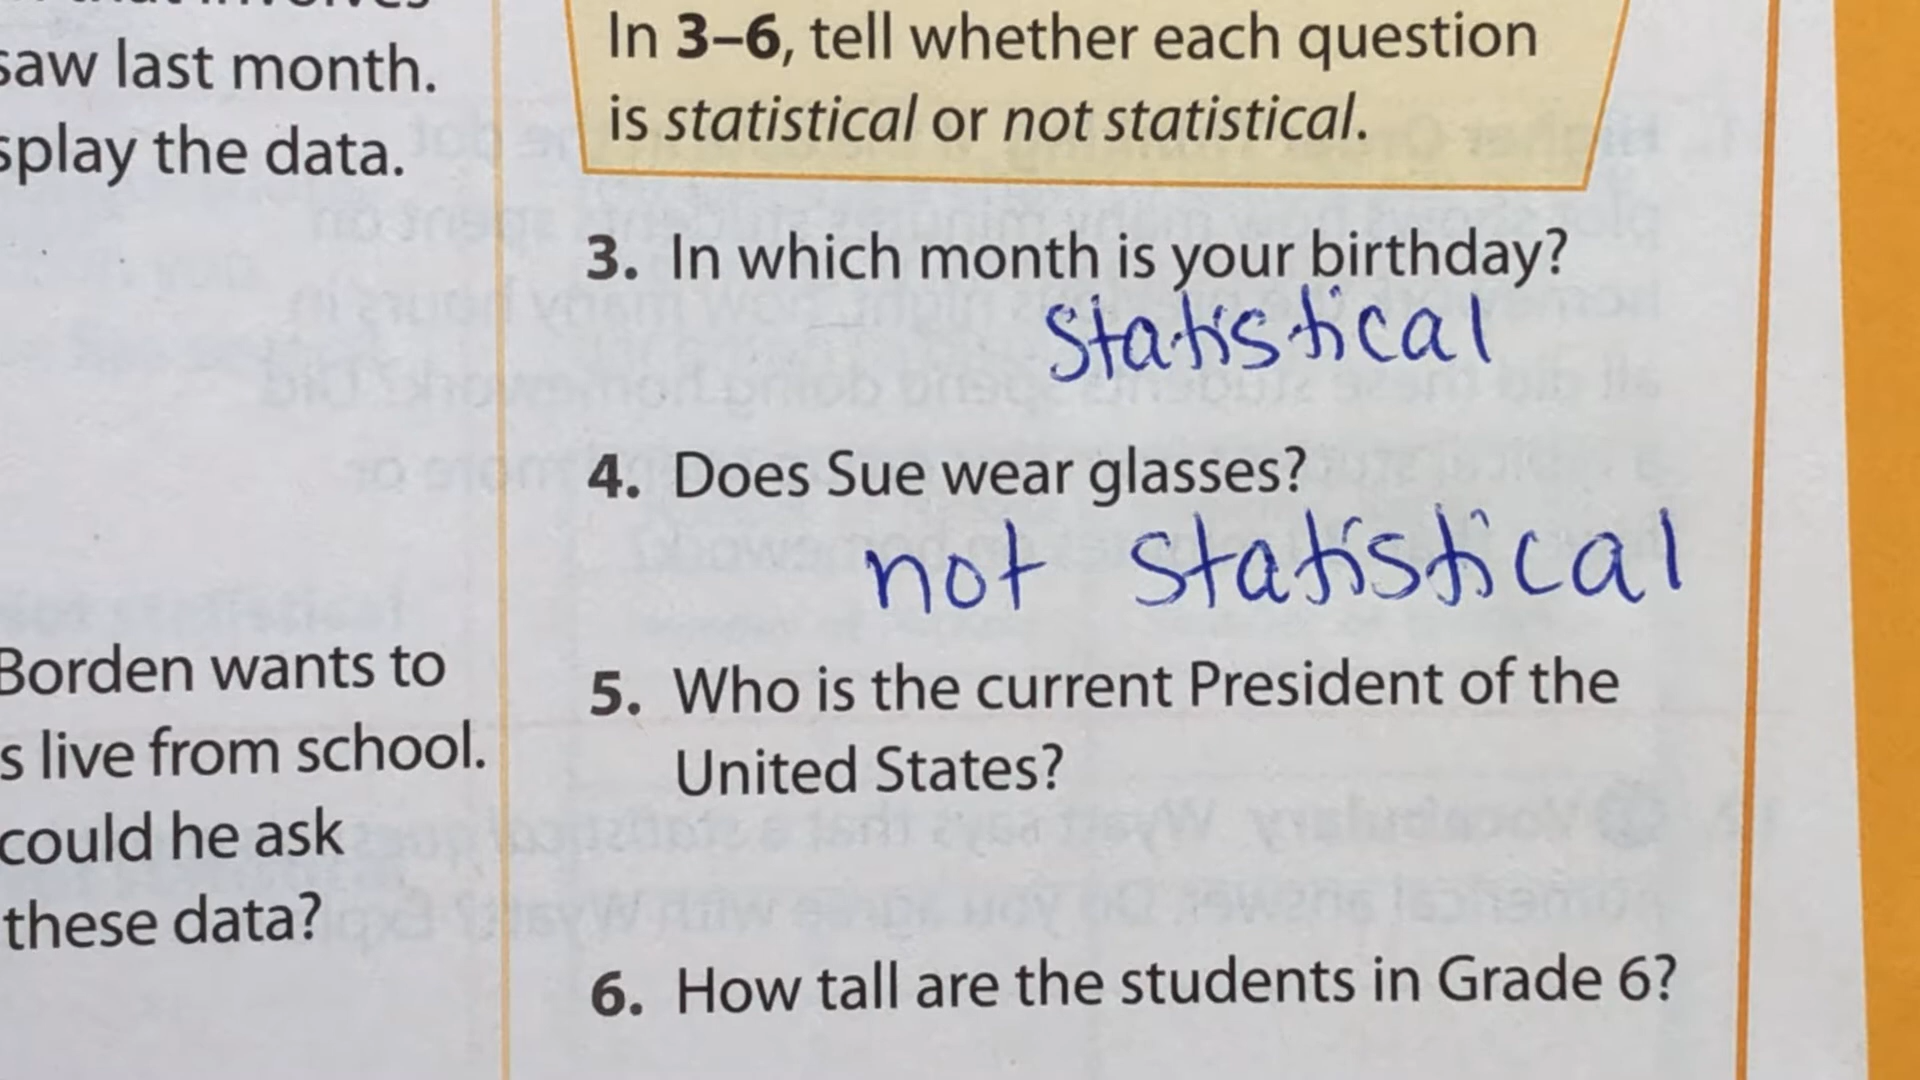 saw last month.
splay the data.
Borden wants to
s live from school.
could he ask
these data?
In 3–6, tell whether each question
is statistical or not statistical.
3. In which month is your birthday?
statistical
4. Does Sue wear glasses?
not statistical
5. Who is the current President of the
United States?
6. How tall are the students in Grade 6?